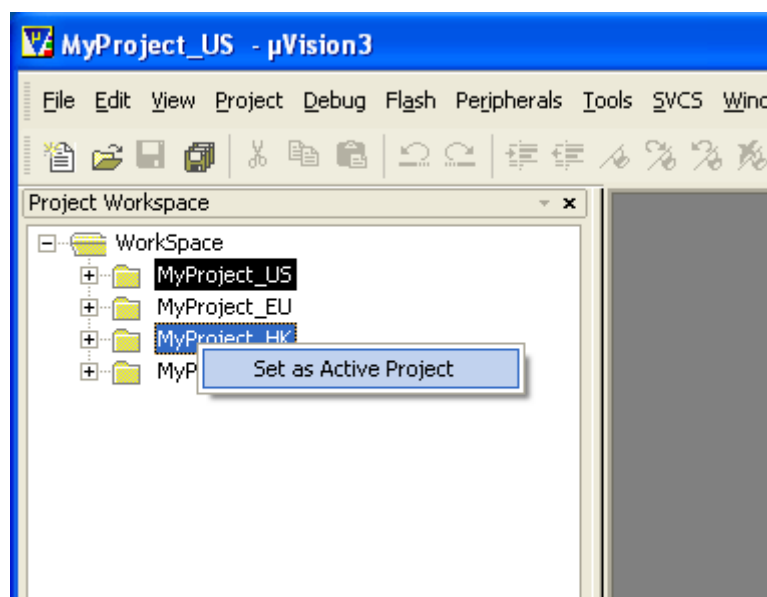 MyProject_US - µVision3
File Edit View Project Debug Flash Peripherals Tools SVCS
Project Workspace
WorkSpace
MyProject_US
MyProject_EU
MyProject_HK
Set as Active Project